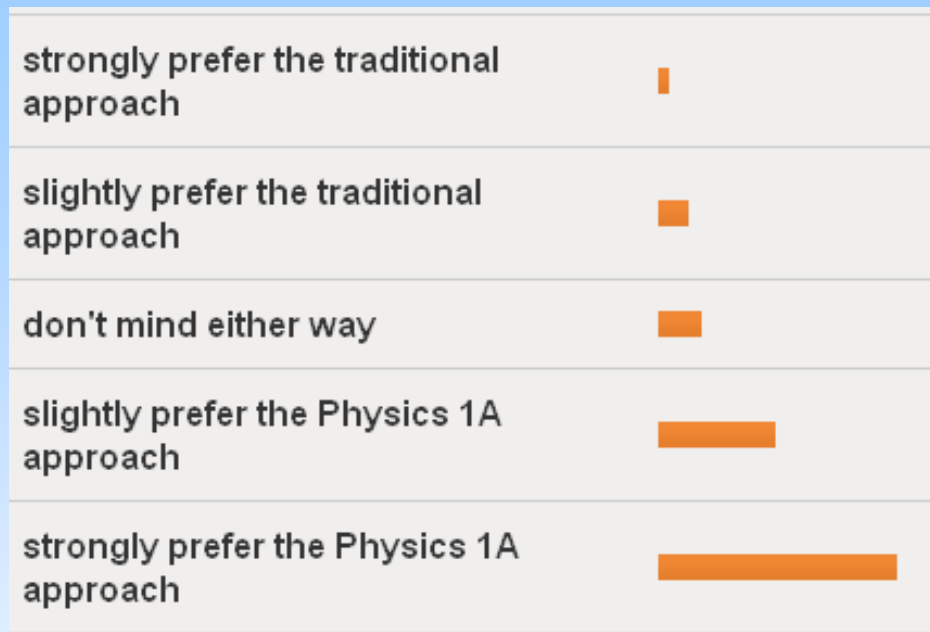 strongly prefer the traditional
approach
slightly prefer the traditional
approach
don't mind either way
slightly prefer the Physics 1A
approach
strongly prefer the Physics 1A
approach